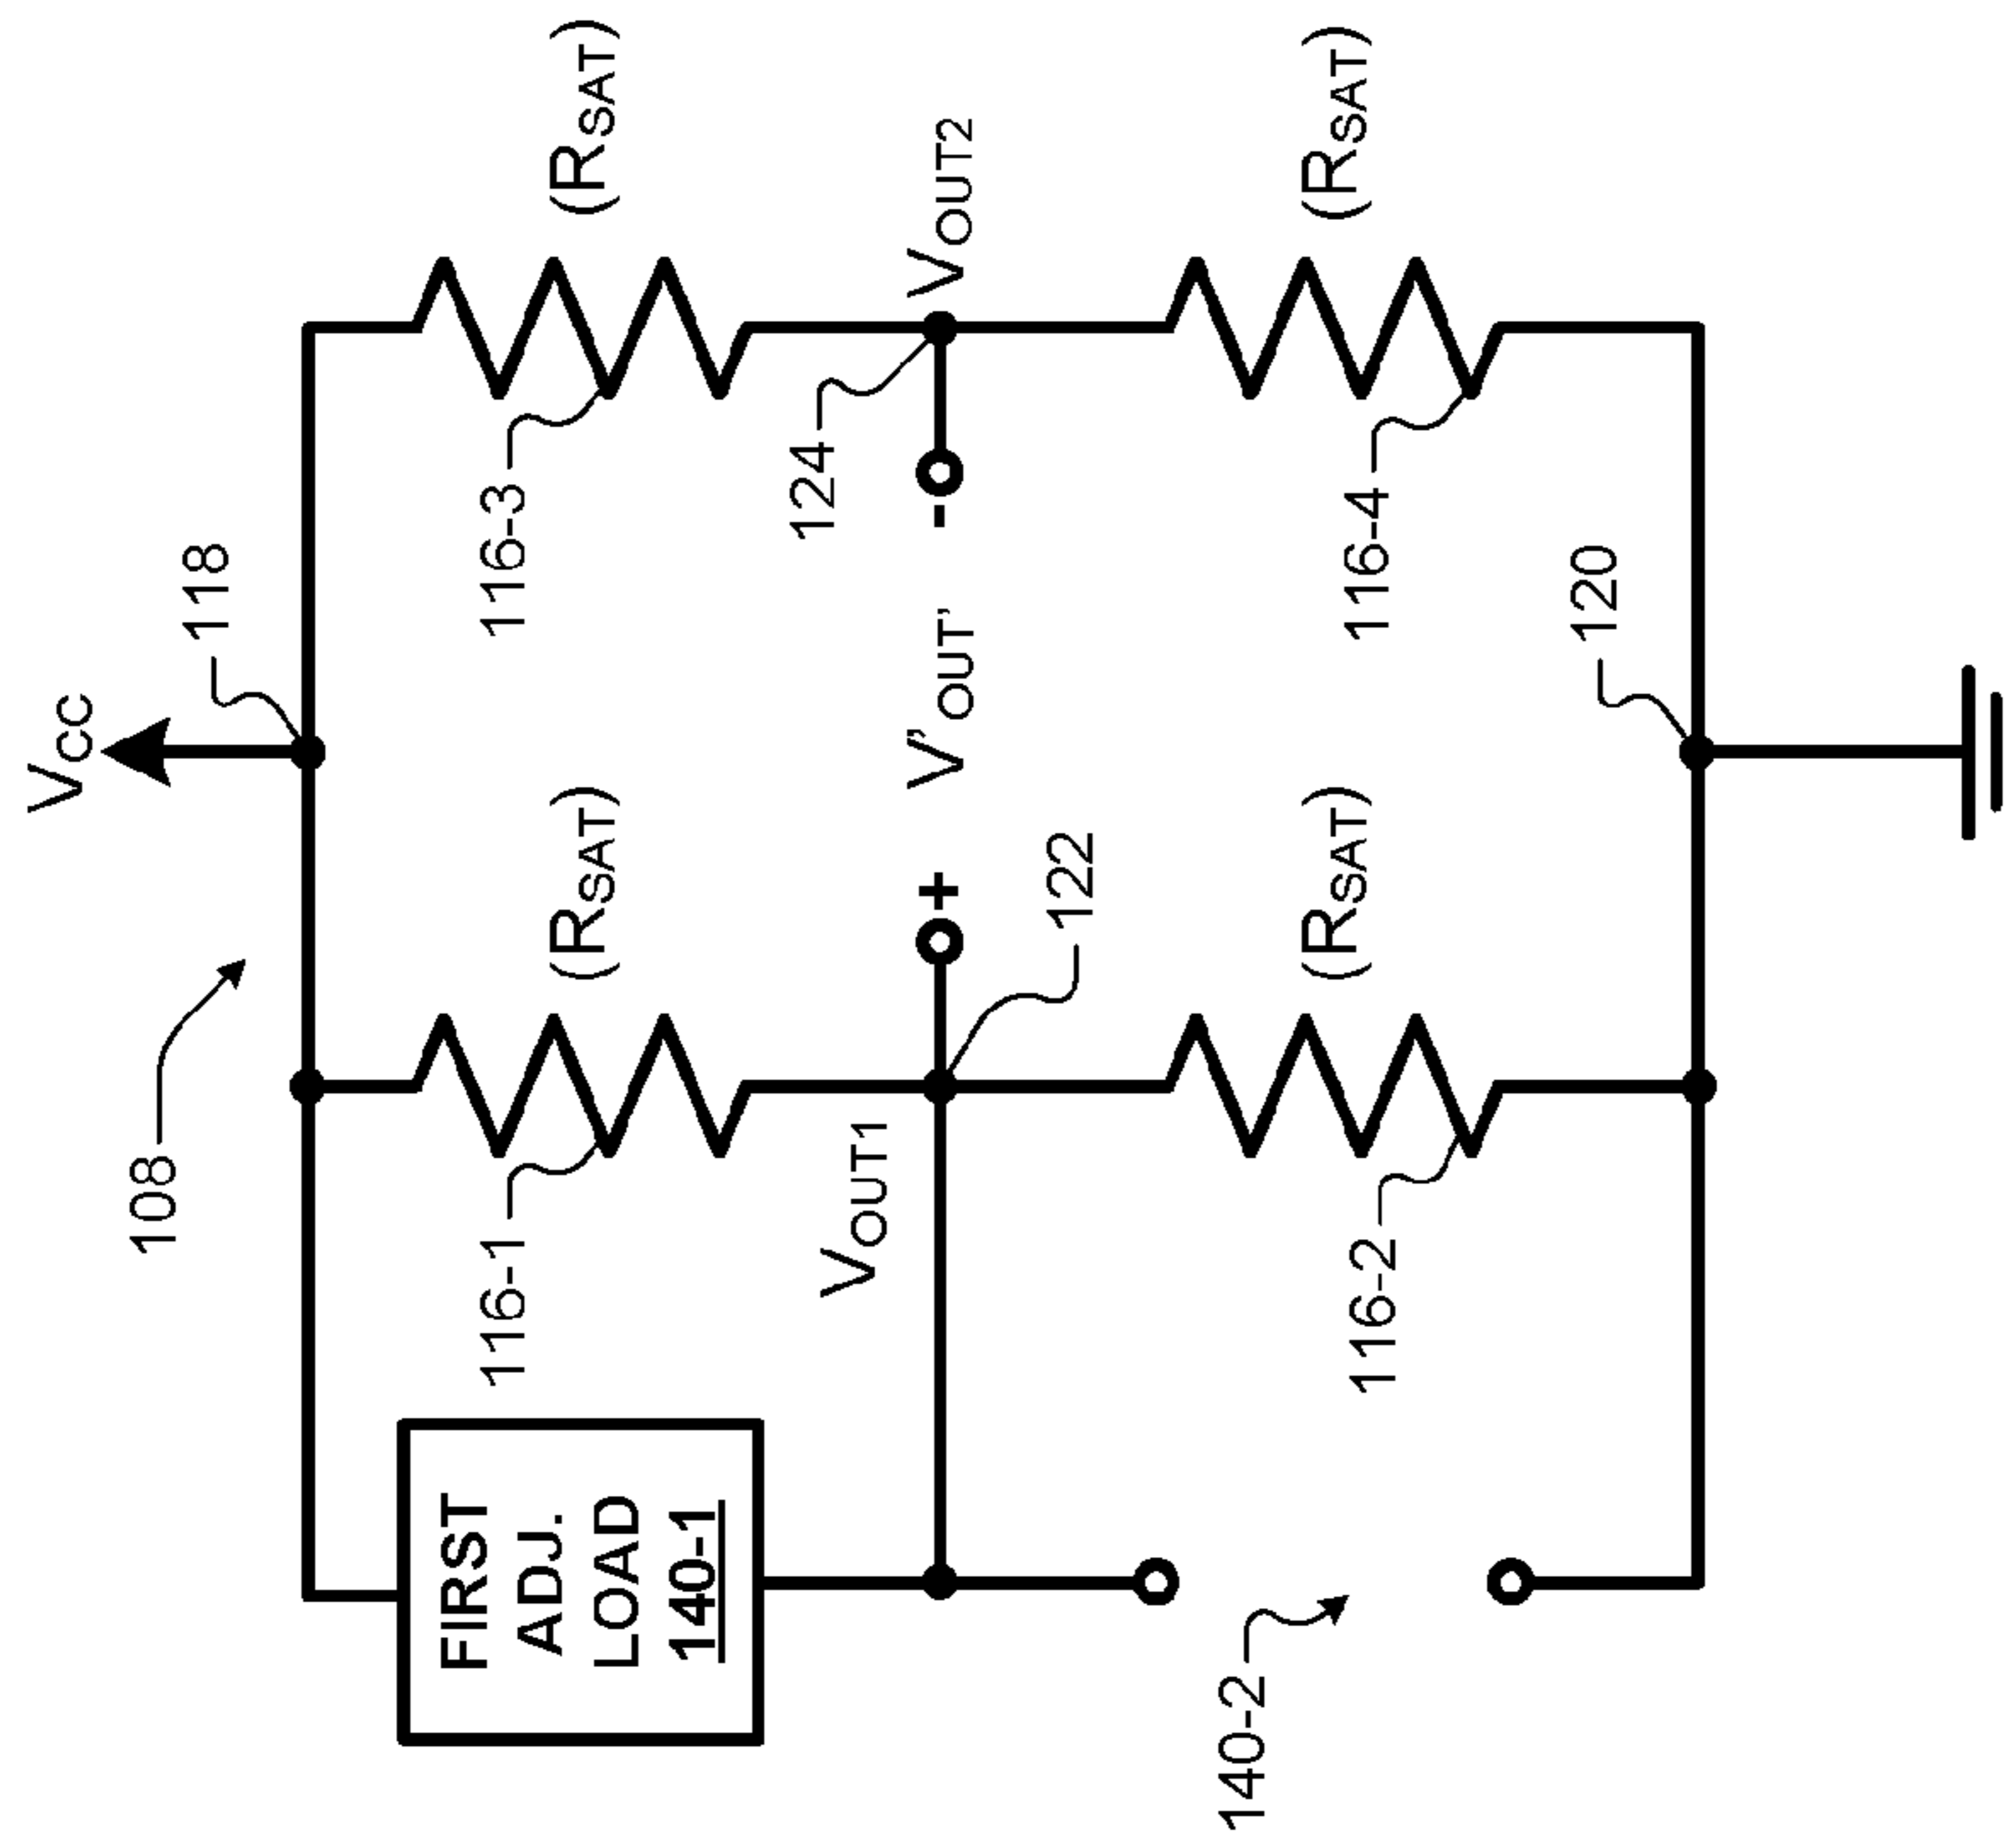 VCC
108
118
(RSAT)
(RSAT)
116-1
116-3
FIRST
ADJ.
LOAD
140-1
VOUT1
+
V'OUT'
-
VOUT2
122
124
(RSAT)
(RSAT)
116-2
116-4
140-2
120